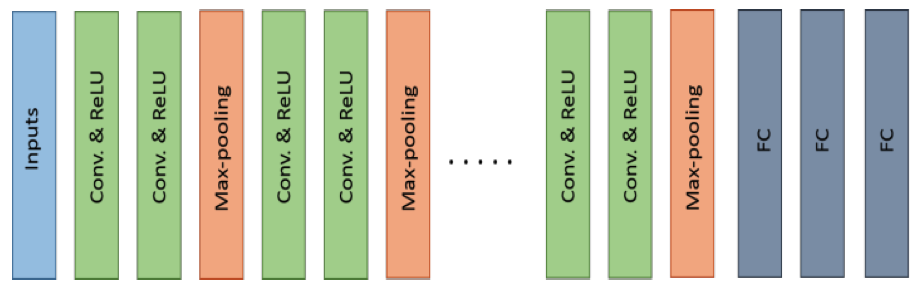 Inputs
Conv. & ReLU
Conv. & ReLU
Max-pooling
Conv. & ReLU
Conv. & ReLU
Max-pooling
.....
Conv. & ReLU
Conv. & ReLU
Max-pooling
FC
FC
FC